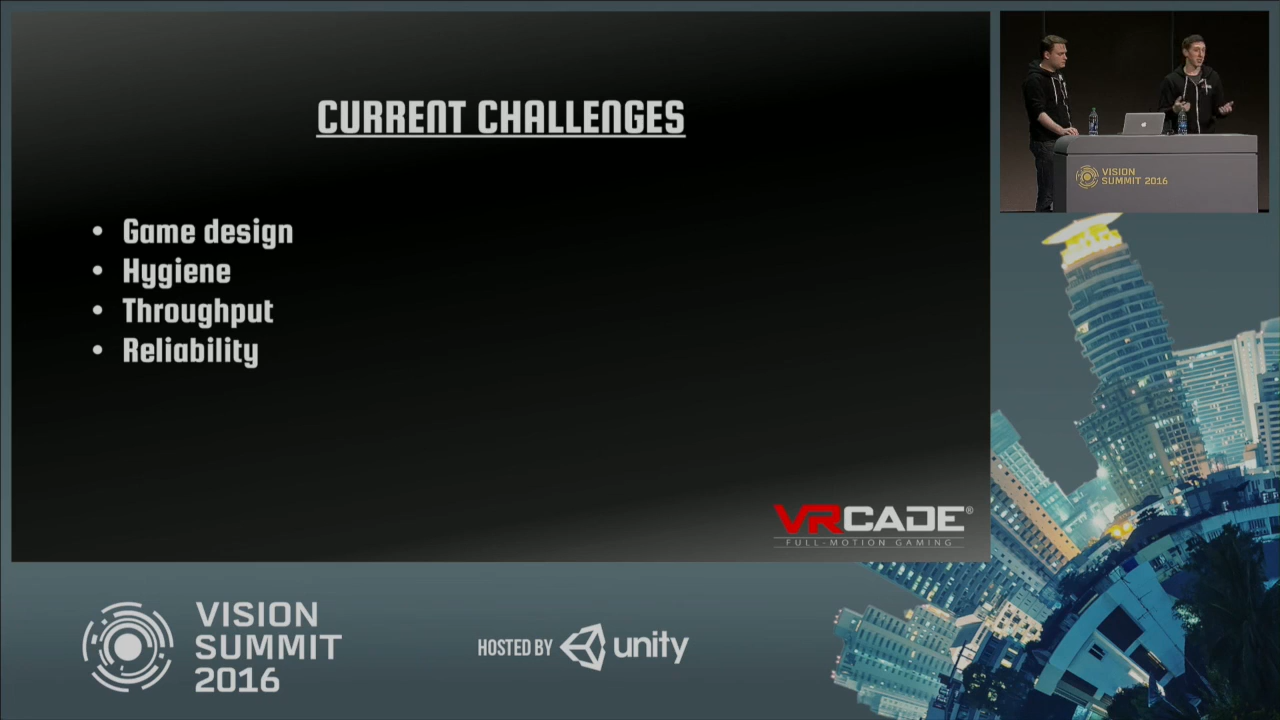 CURRENT CHALLENGES
• Game design
• Hygiene
• Throughput
• Reliability
VRCADE®
FULL-MOTION GAMING
VISION
SUMMIT 2016
VISION
SUMMIT
2016
HOSTED BY unity